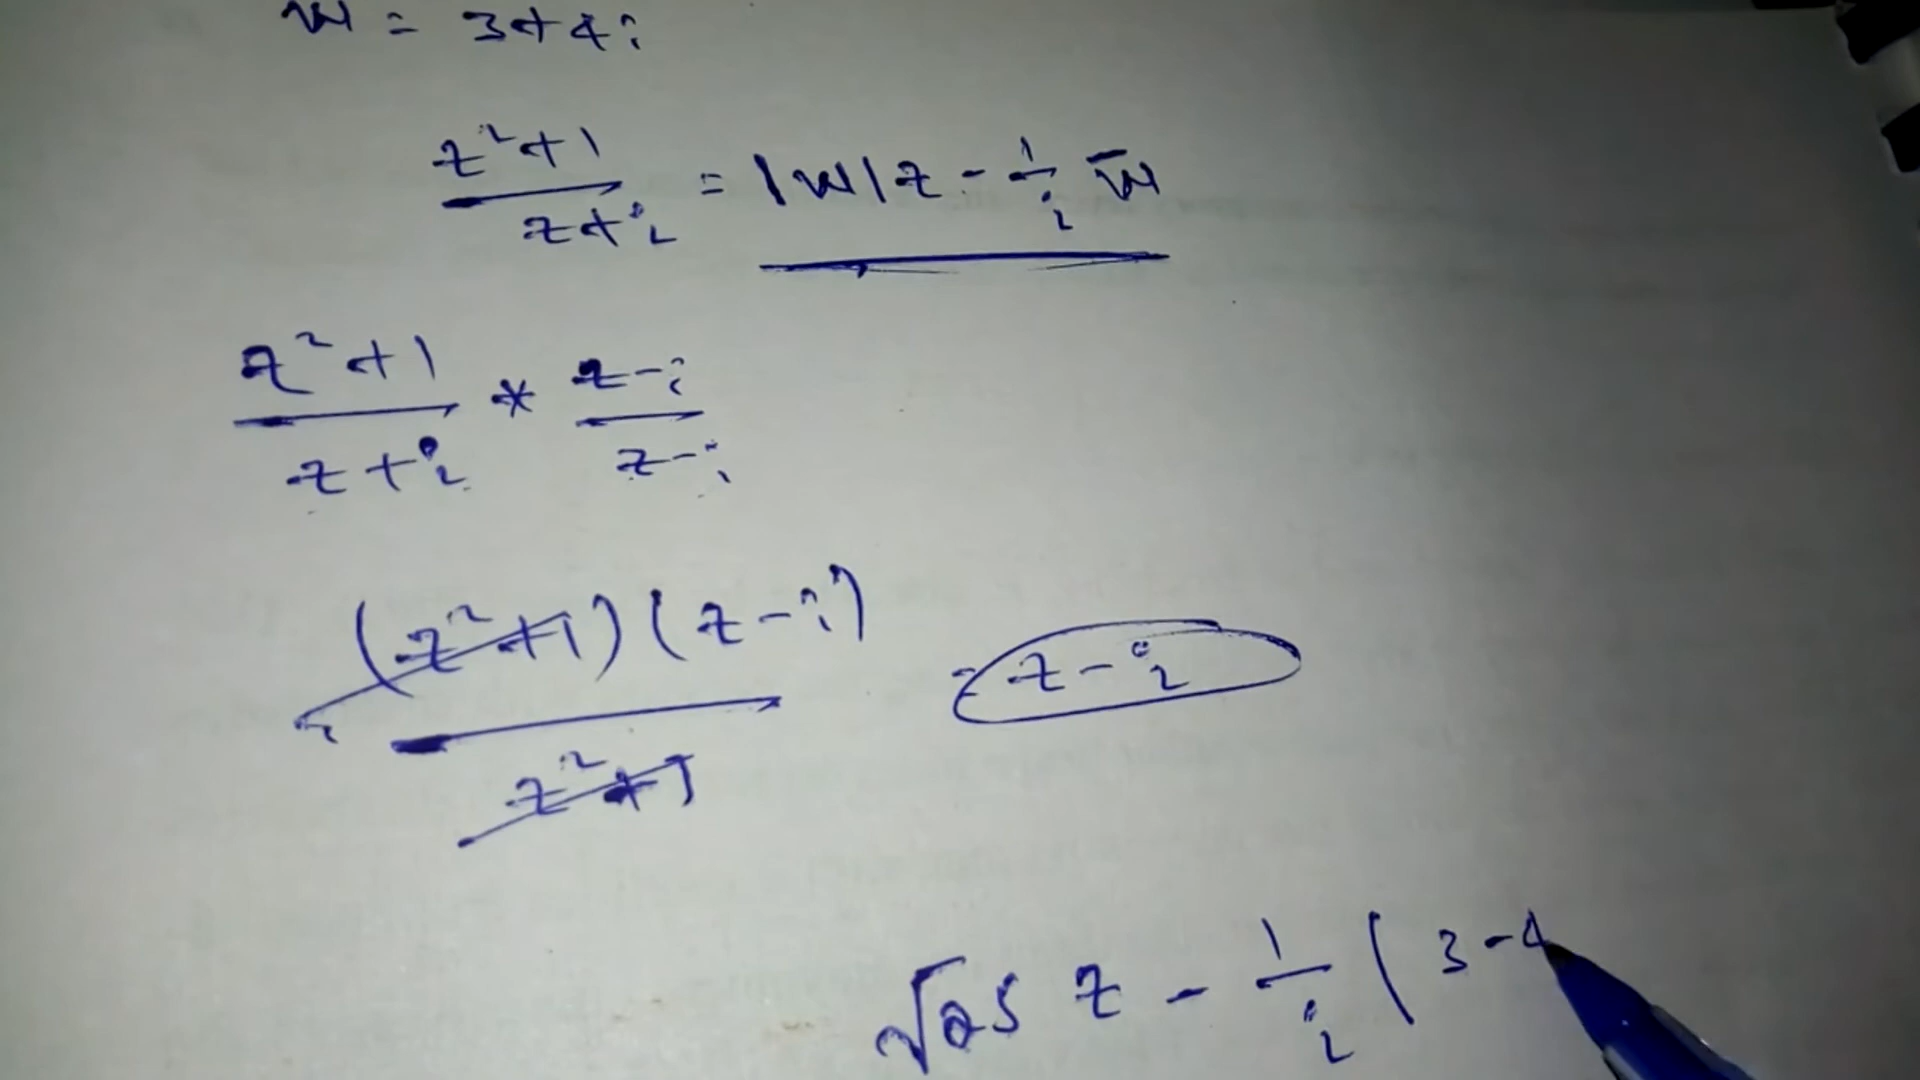 w = 3+4i
z²+1 / z+i = |w|z - 1/i w̄
z²+1 / z+i * z-i / z-i
= (z²+1)(z-i) / z²+1 = z-i
√25 z - 1/i (3-4